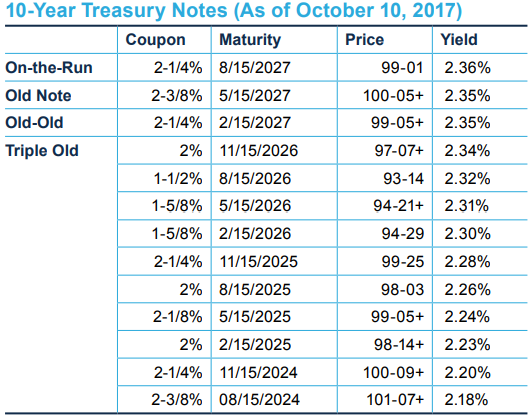 10-Year Treasury Notes (As of October 10, 2017)
Coupon Maturity Price Yield
On-the-Run 2-1/4% 8/15/2027 99-01 2.36%
Old Note 2-3/8% 5/15/2027 100-05+ 2.35%
Old-Old 2-1/4% 2/15/2027 99-05+ 2.35%
Triple Old 2% 11/15/2026 97-07+ 2.34%
1-1/2% 8/15/2026 93-14 2.32%
1-5/8% 5/15/2026 94-21+ 2.31%
1-5/8% 2/15/2026 94-29 2.30%
2-1/4% 11/15/2025 99-25 2.28%
2% 8/15/2025 98-03 2.26%
2-1/8% 5/15/2025 99-05+ 2.24%
2% 2/15/2025 98-14+ 2.23%
2-1/4% 11/15/2024 100-09+ 2.20%
2-3/8% 08/15/2024 101-07+ 2.18%